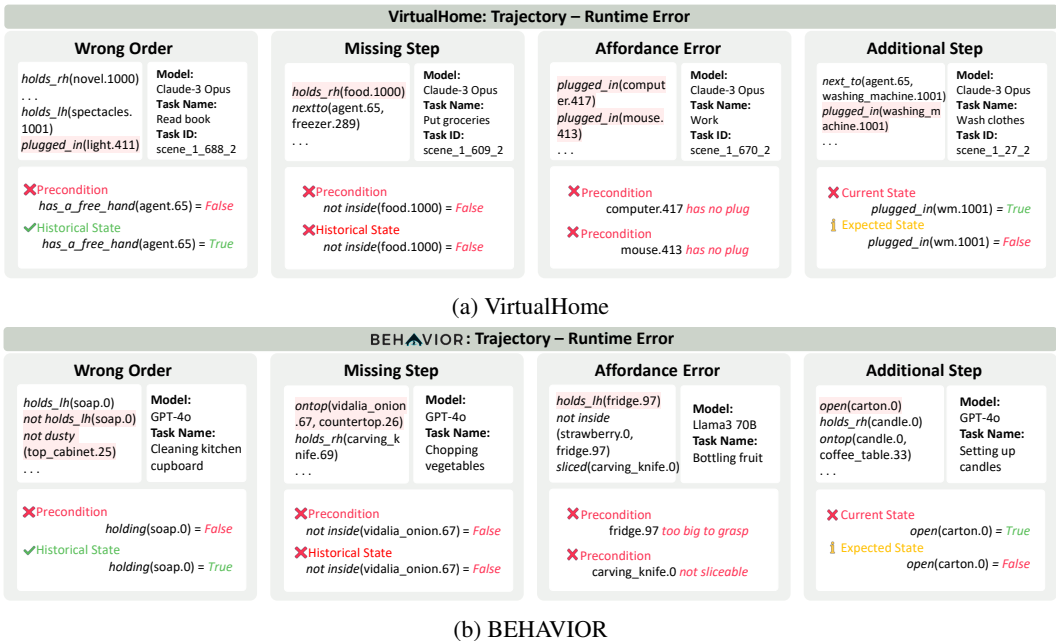 VirtualHome: Trajectory – Runtime Error
Wrong Order
holds_rh(novel.1000)
. . .
holds_lh(spectacles.
1001)
plugged_in(light.411)
Model:
Claude-3 Opus
Task Name:
Read book
Task ID:
scene_1_688_2
Precondition
has_a_free_hand(agent.65) = False
Historical State
has_a_free_hand(agent.65) = True
Missing Step
holds_rh(food.1000)
nextto(agent.65,
freezer.289)
. . .
Model:
Claude-3 Opus
Task Name:
Put groceries
Task ID:
scene_1_609_2
Precondition
not inside(food.1000) = False
Historical State
not inside(food.1000) = False
Affordance Error
plugged_in(comput
er.417)
plugged_in(mouse.
413)
. . .
Model:
Claude-3 Opus
Task Name:
Work
Task ID:
scene_1_670_2
Precondition
computer.417 has no plug
Precondition
mouse.413 has no plug
Additional Step
next_to(agent.65,
washing_machine.1001)
plugged_in(washing_m
achine.1001)
. . .
Model:
Claude-3 Opus
Task Name:
Wash clothes
Task ID:
scene_1_27_2
Current State
plugged_in(wm.1001) = True
Expected State
plugged_in(wm.1001) = False
(a) VirtualHome
BEHAVIOR: Trajectory – Runtime Error
Wrong Order
holds_lh(soap.0)
not holds_lh(soap.0)
not dusty
(top_cabinet.25)
. . .
Model:
GPT-4o
Task Name:
Cleaning kitchen
cupboard
Precondition
holding(soap.0) = False
Historical State
holding(soap.0) = True
Missing Step
ontop(vidalia_onion
.67, countertop.26)
holds_rh(carving_k
nife.69)
. . .
Model:
GPT-4o
Task Name:
Chopping
vegetables
Precondition
not inside(vidalia_onion.67) = False
Historical State
not inside(vidalia_onion.67) = False
Affordance Error
holds_lh(fridge.97)
not inside
(strawberry.0,
fridge.97)
sliced(carving_knife.0)
Model:
Llama3 70B
Task Name:
Bottling fruit
Precondition
fridge.97 too big to grasp
Precondition
carving_knife.0 not sliceable
Additional Step
open(carton.0)
holds_rh(candle.0)
ontop(candle.0,
coffee_table.33)
. . .
Model:
GPT-4o
Task Name:
Setting up
candles
Current State
open(carton.0) = True
Expected State
open(carton.0) = False
(b) BEHAVIOR